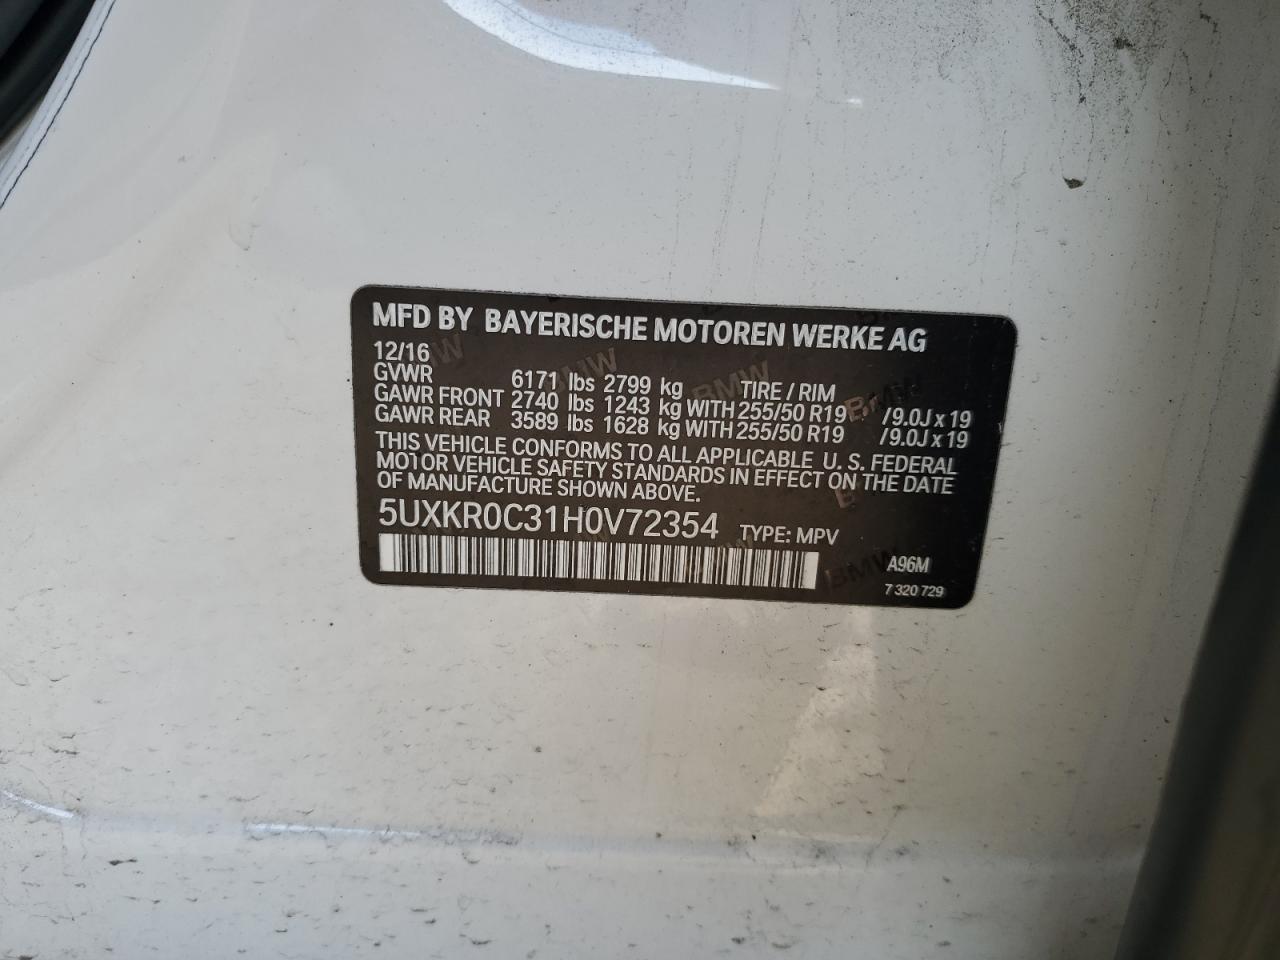 MFD BY BAYERISCHE MOTOREN WERKE AG
12/16
GVWR 6171 lbs 2799 kg TIRE / RIM
GAWR FRONT 2740 lbs 1243 kg WITH 255/50 R19 /9.0J x 19
GAWR REAR 3589 lbs 1628 kg WITH 255/50 R19 /9.0J x 19
THIS VEHICLE CONFORMS TO ALL APPLICABLE U. S. FEDERAL
MOTOR VEHICLE SAFETY STANDARDS IN EFFECT ON THE DATE
OF MANUFACTURE SHOWN ABOVE.
5UXKR0C31H0V72354 TYPE: MPV
A96M
7 320 729